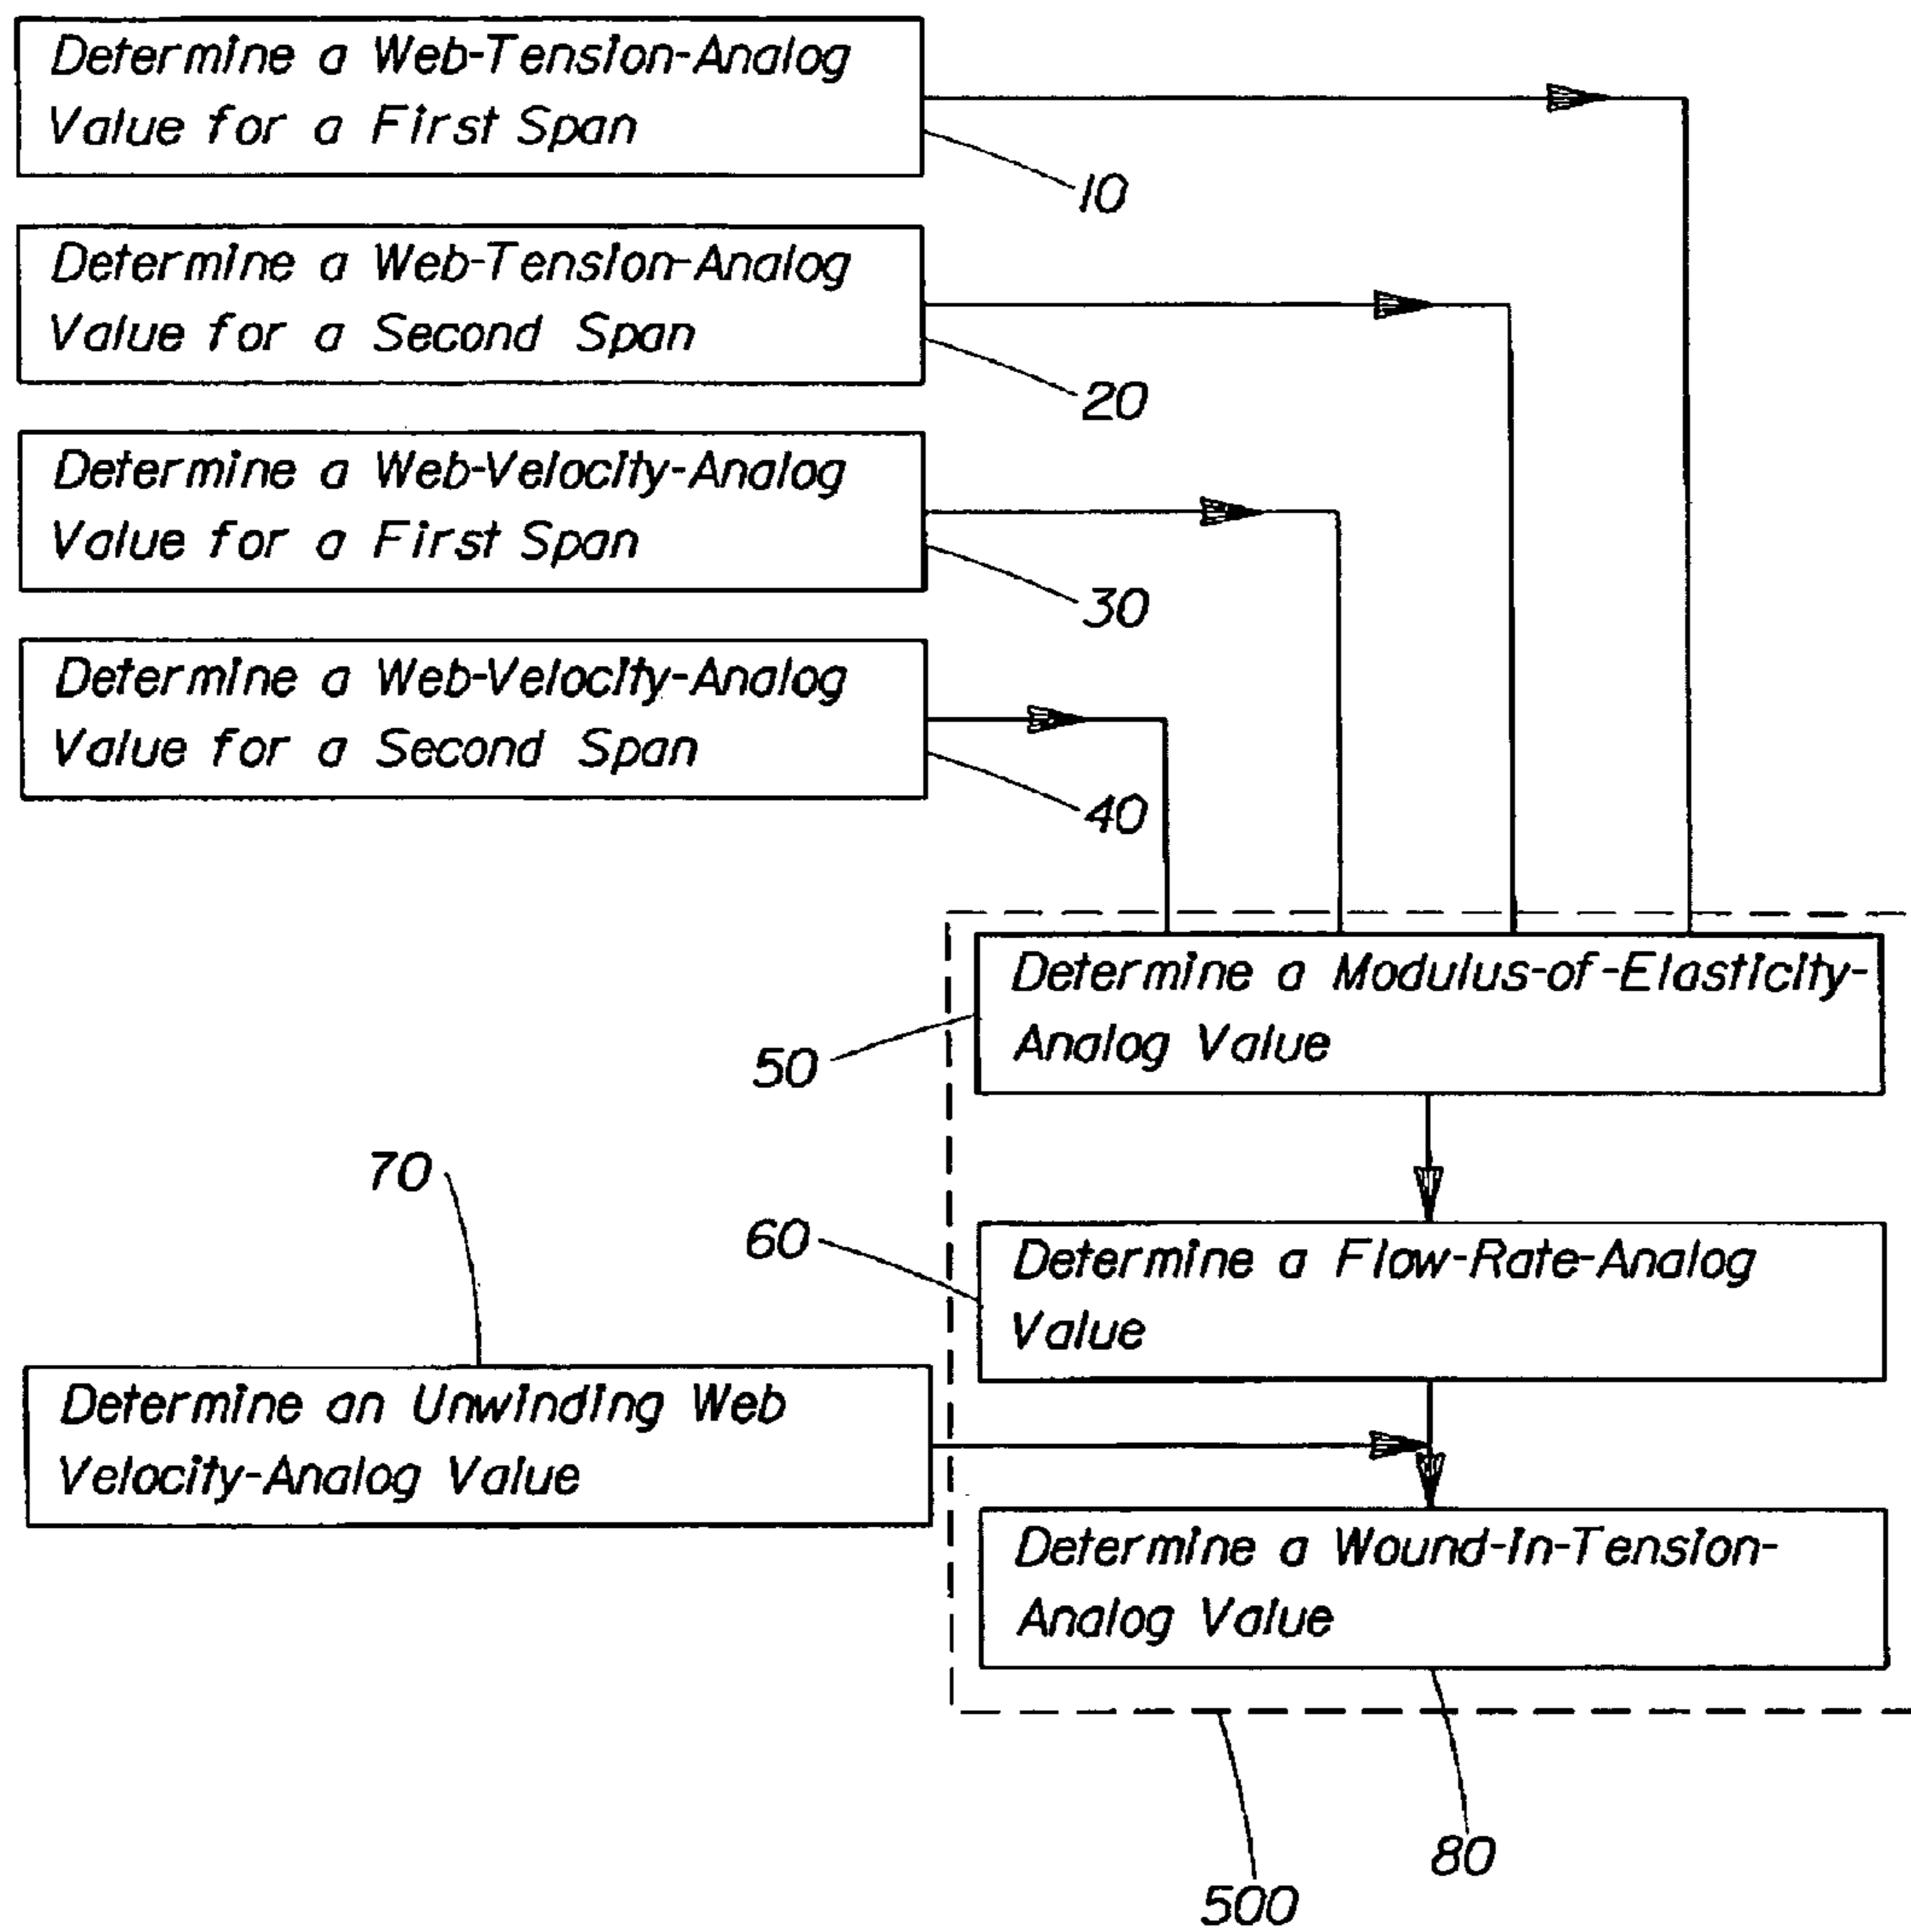 Determine a Web-Tension-Analog
Value for a First Span
10
Determine a Web-Tension-Analog
Value for a Second Span
20
Determine a Web-Velocity-Analog
Value for a First Span
30
Determine a Web-Velocity-Analog
Value for a Second Span
40
Determine a Modulus-of-Elasticity-
Analog Value
50
70
60
Determine a Flow-Rate-Analog
Value
Determine an Unwinding Web
Velocity-Analog Value
Determine a Wound-In-Tension-
Analog Value
80
500